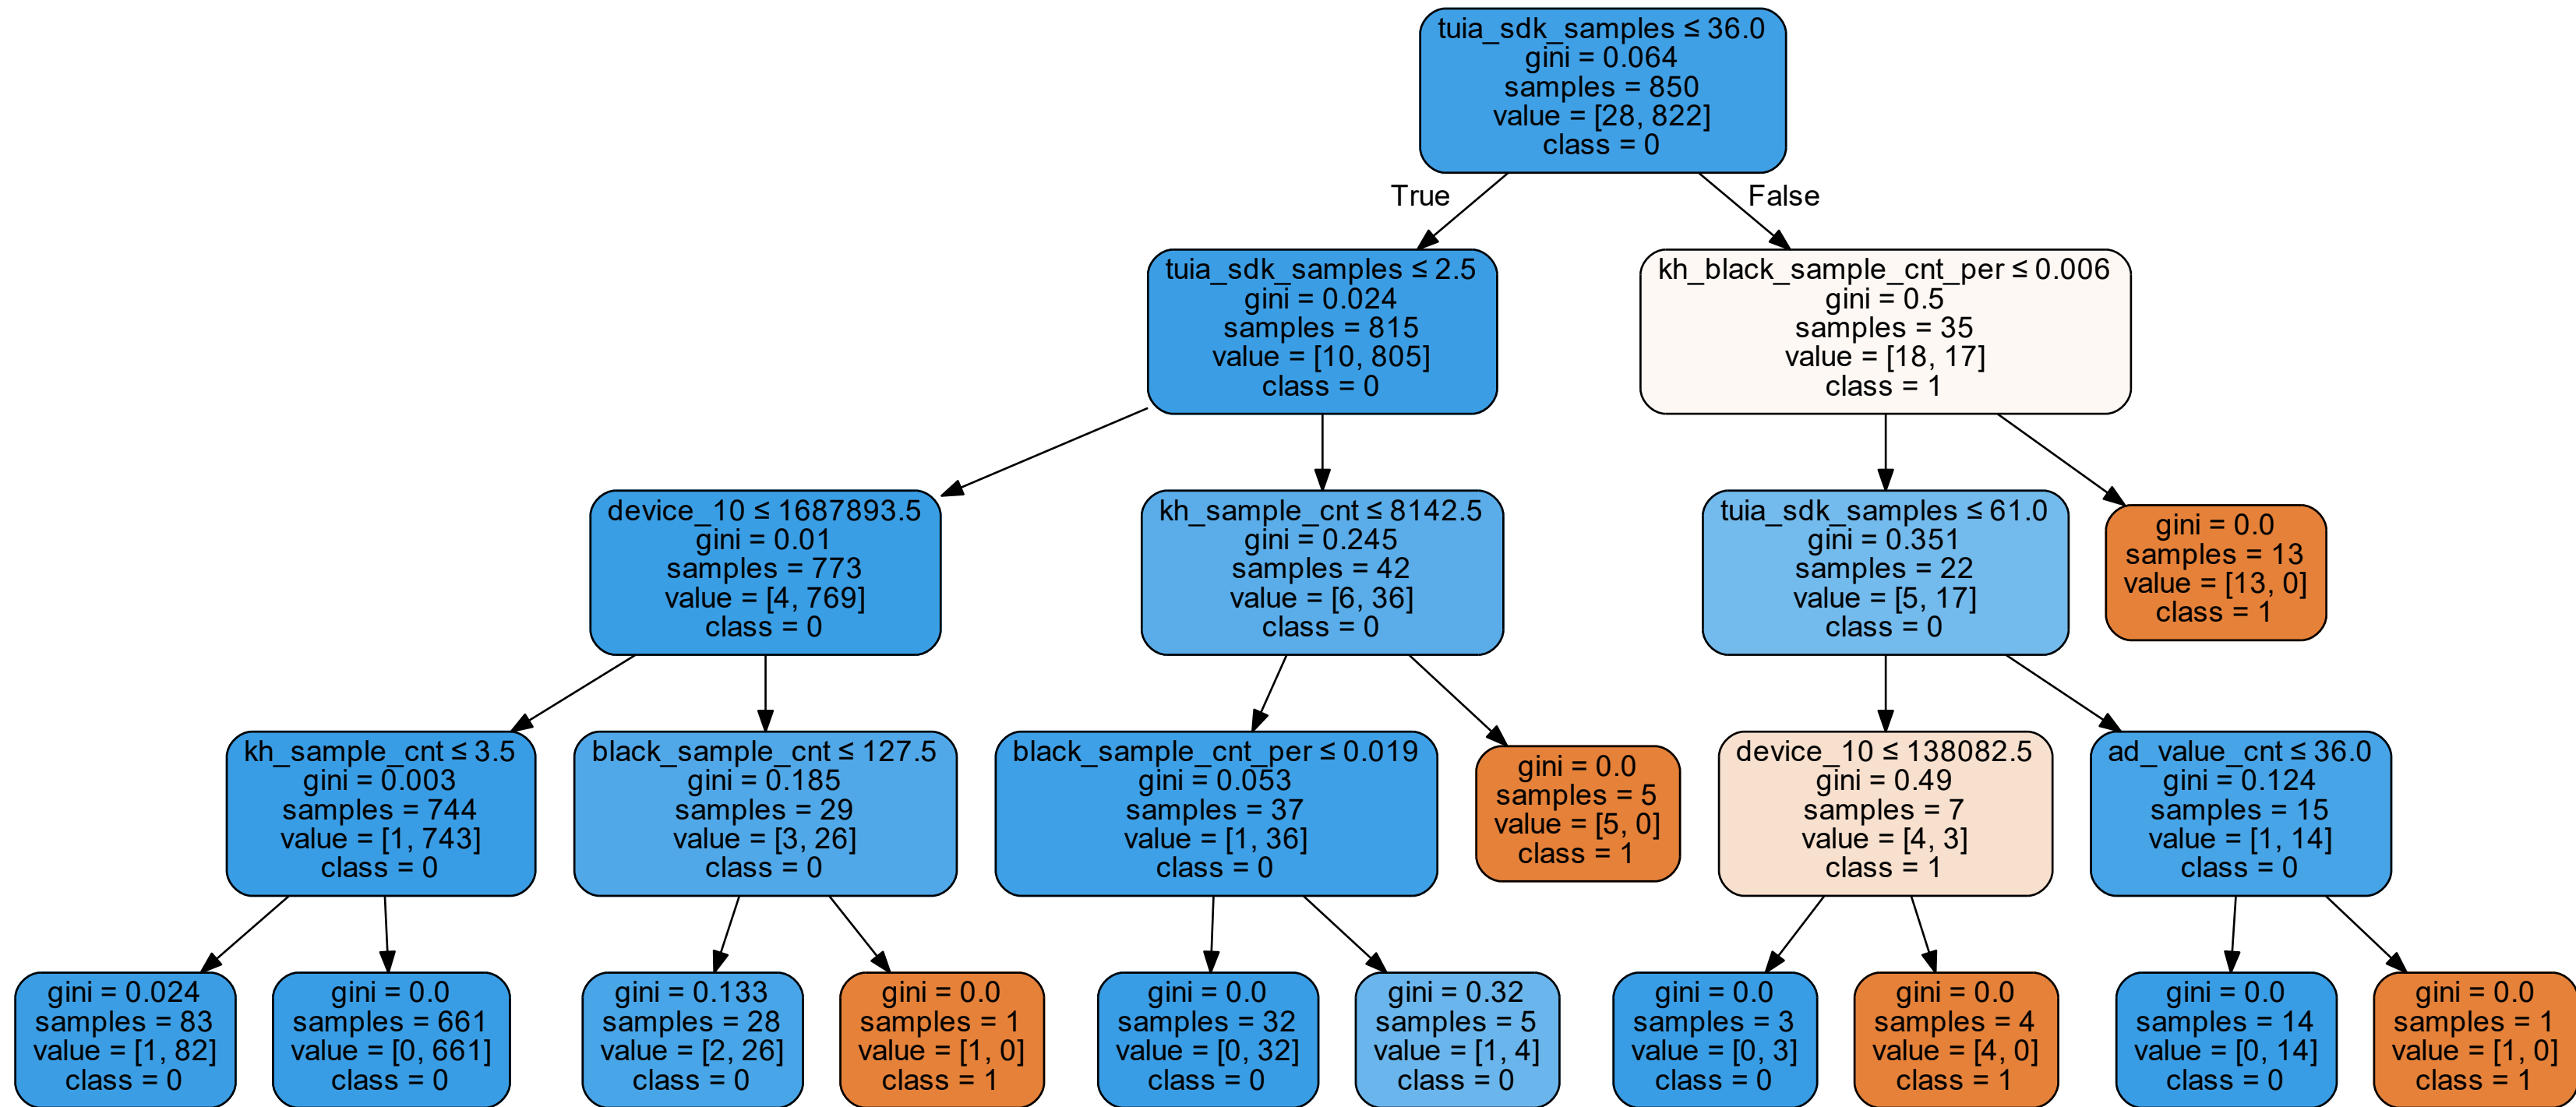 tuia_sdk_samples ≤ 36.0
gini = 0.064
samples = 850
value = [28, 822]
class = 0
True
False
tuia_sdk_samples ≤ 2.5
gini = 0.024
samples = 815
value = [10, 805]
class = 0
kh_black_sample_cnt_per ≤ 0.006
gini = 0.5
samples = 35
value = [18, 17]
class = 1
device_10 ≤ 1687893.5
gini = 0.01
samples = 773
value = [4, 769]
class = 0
kh_sample_cnt ≤ 8142.5
gini = 0.245
samples = 42
value = [6, 36]
class = 0
tuia_sdk_samples ≤ 61.0
gini = 0.351
samples = 22
value = [5, 17]
class = 0
gini = 0.0
samples = 13
value = [13, 0]
class = 1
kh_sample_cnt ≤ 3.5
gini = 0.003
samples = 744
value = [1, 743]
class = 0
black_sample_cnt ≤ 127.5
gini = 0.185
samples = 29
value = [3, 26]
class = 0
black_sample_cnt_per ≤ 0.019
gini = 0.053
samples = 37
value = [1, 36]
class = 0
gini = 0.0
samples = 5
value = [5, 0]
class = 1
device_10 ≤ 138082.5
gini = 0.49
samples = 7
value = [4, 3]
class = 1
ad_value_cnt ≤ 36.0
gini = 0.124
samples = 15
value = [1, 14]
class = 0
gini = 0.024
samples = 83
value = [1, 82]
class = 0
gini = 0.0
samples = 661
value = [0, 661]
class = 0
gini = 0.133
samples = 28
value = [2, 26]
class = 0
gini = 0.0
samples = 1
value = [1, 0]
class = 1
gini = 0.0
samples = 32
value = [0, 32]
class = 0
gini = 0.32
samples = 5
value = [1, 4]
class = 0
gini = 0.0
samples = 3
value = [0, 3]
class = 0
gini = 0.0
samples = 4
value = [4, 0]
class = 1
gini = 0.0
samples = 14
value = [0, 14]
class = 0
gini = 0.0
samples = 1
value = [1, 0]
class = 1